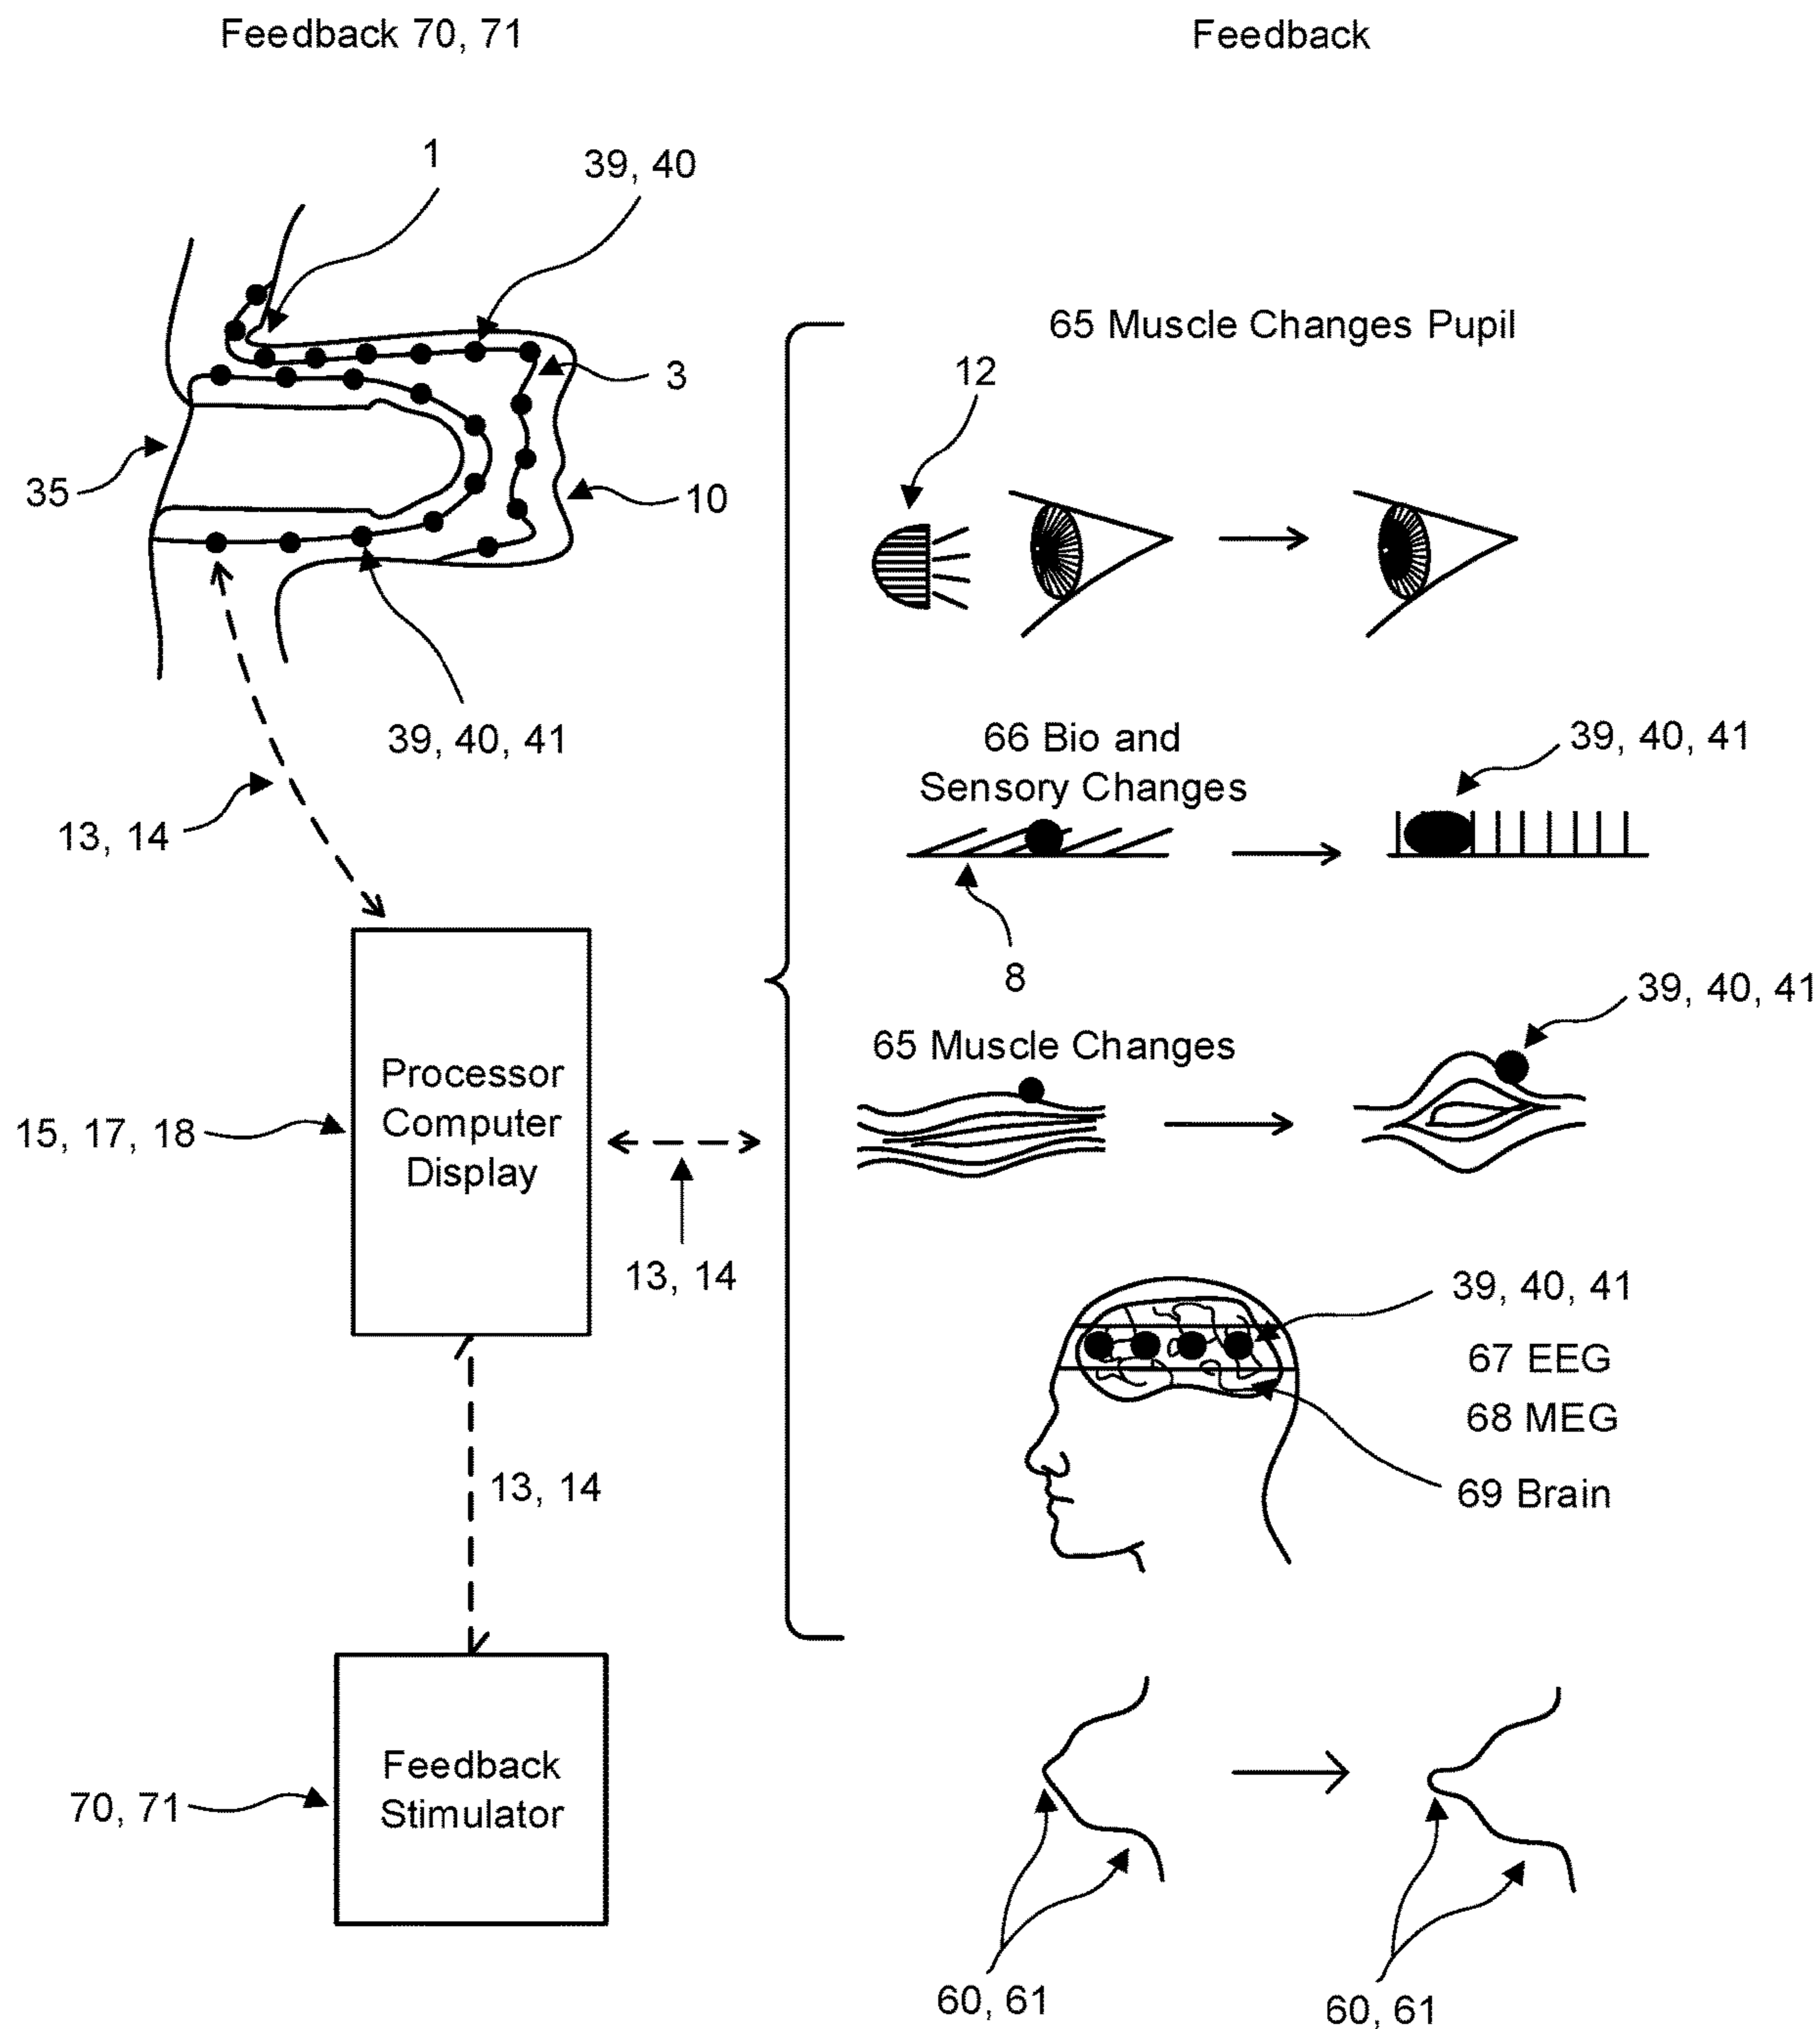 Feedback 70, 71
Feedback
1
39, 40
3
35
10
39, 40, 41
13, 14
Processor
Computer
Display
15, 17, 18
13, 14
13, 14
Feedback
Stimulator
70, 71
65 Muscle Changes Pupil
12
66 Bio and
Sensory Changes
39, 40, 41
8
65 Muscle Changes
39, 40, 41
39, 40, 41
67 EEG
68 MEG
69 Brain
60, 61
60, 61